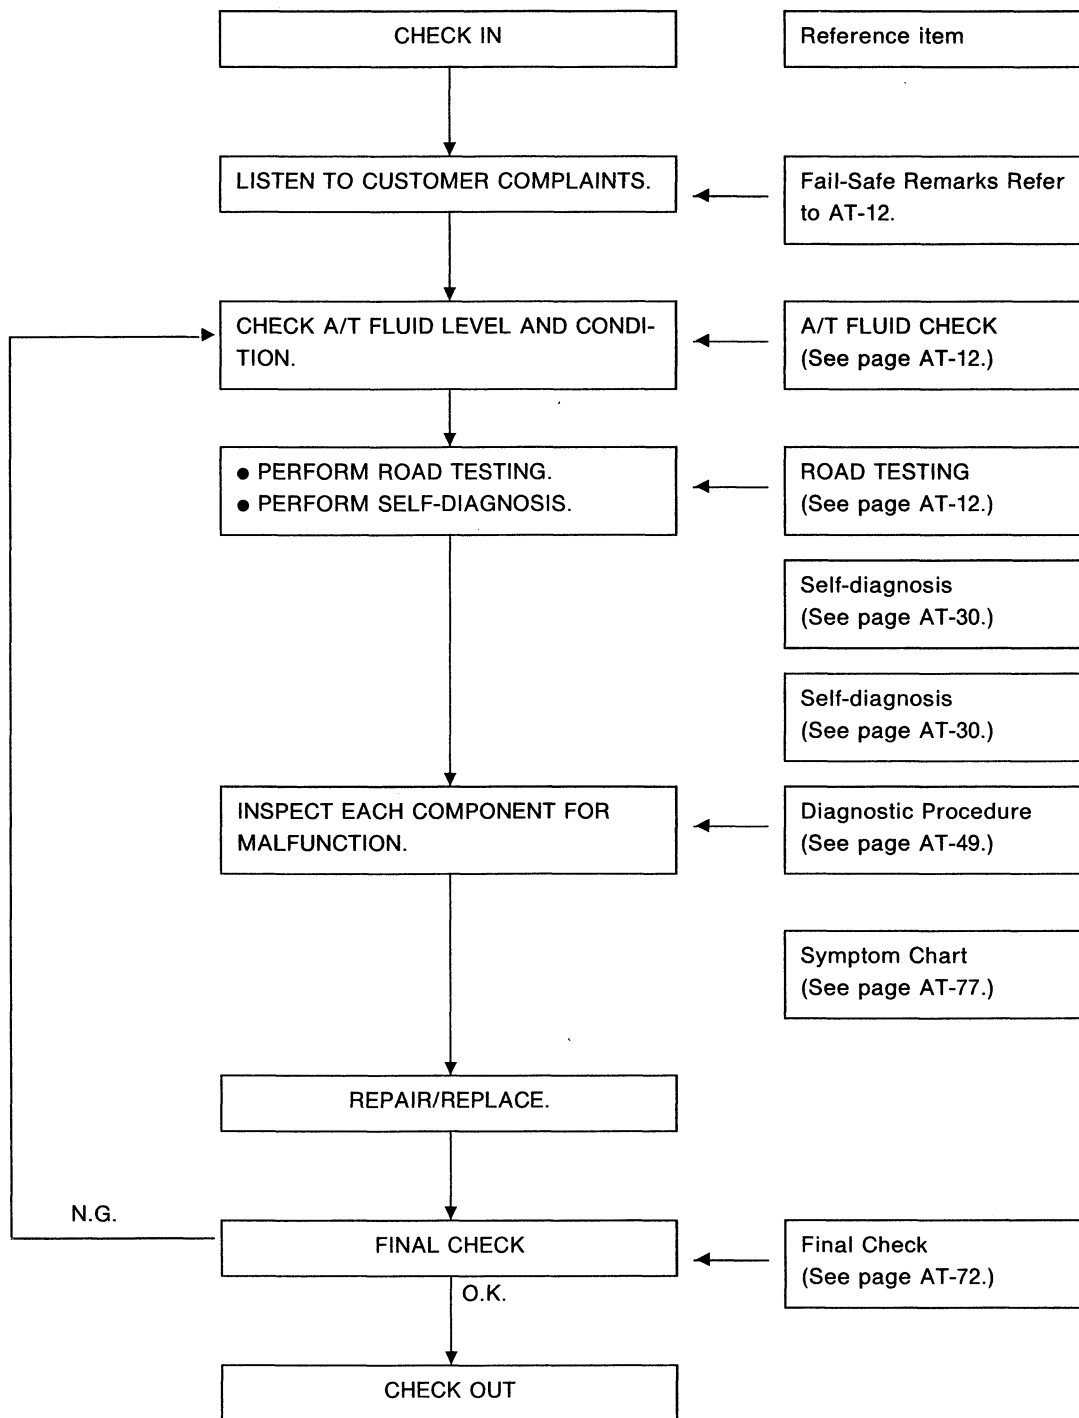 CHECK IN
Reference item
LISTEN TO CUSTOMER COMPLAINTS.
Fail-Safe Remarks Refer
to AT-12.
CHECK A/T FLUID LEVEL AND CONDI-
TION.
A/T FLUID CHECK
(See page AT-12.)
● PERFORM ROAD TESTING.
● PERFORM SELF-DIAGNOSIS.
ROAD TESTING
(See page AT-12.)
Self-diagnosis
(See page AT-30.)
Self-diagnosis
(See page AT-30.)
INSPECT EACH COMPONENT FOR
MALFUNCTION.
Diagnostic Procedure
(See page AT-49.)
Symptom Chart
(See page AT-77.)
REPAIR/REPLACE.
N.G.
FINAL CHECK
Final Check
(See page AT-72.)
O.K.
CHECK OUT